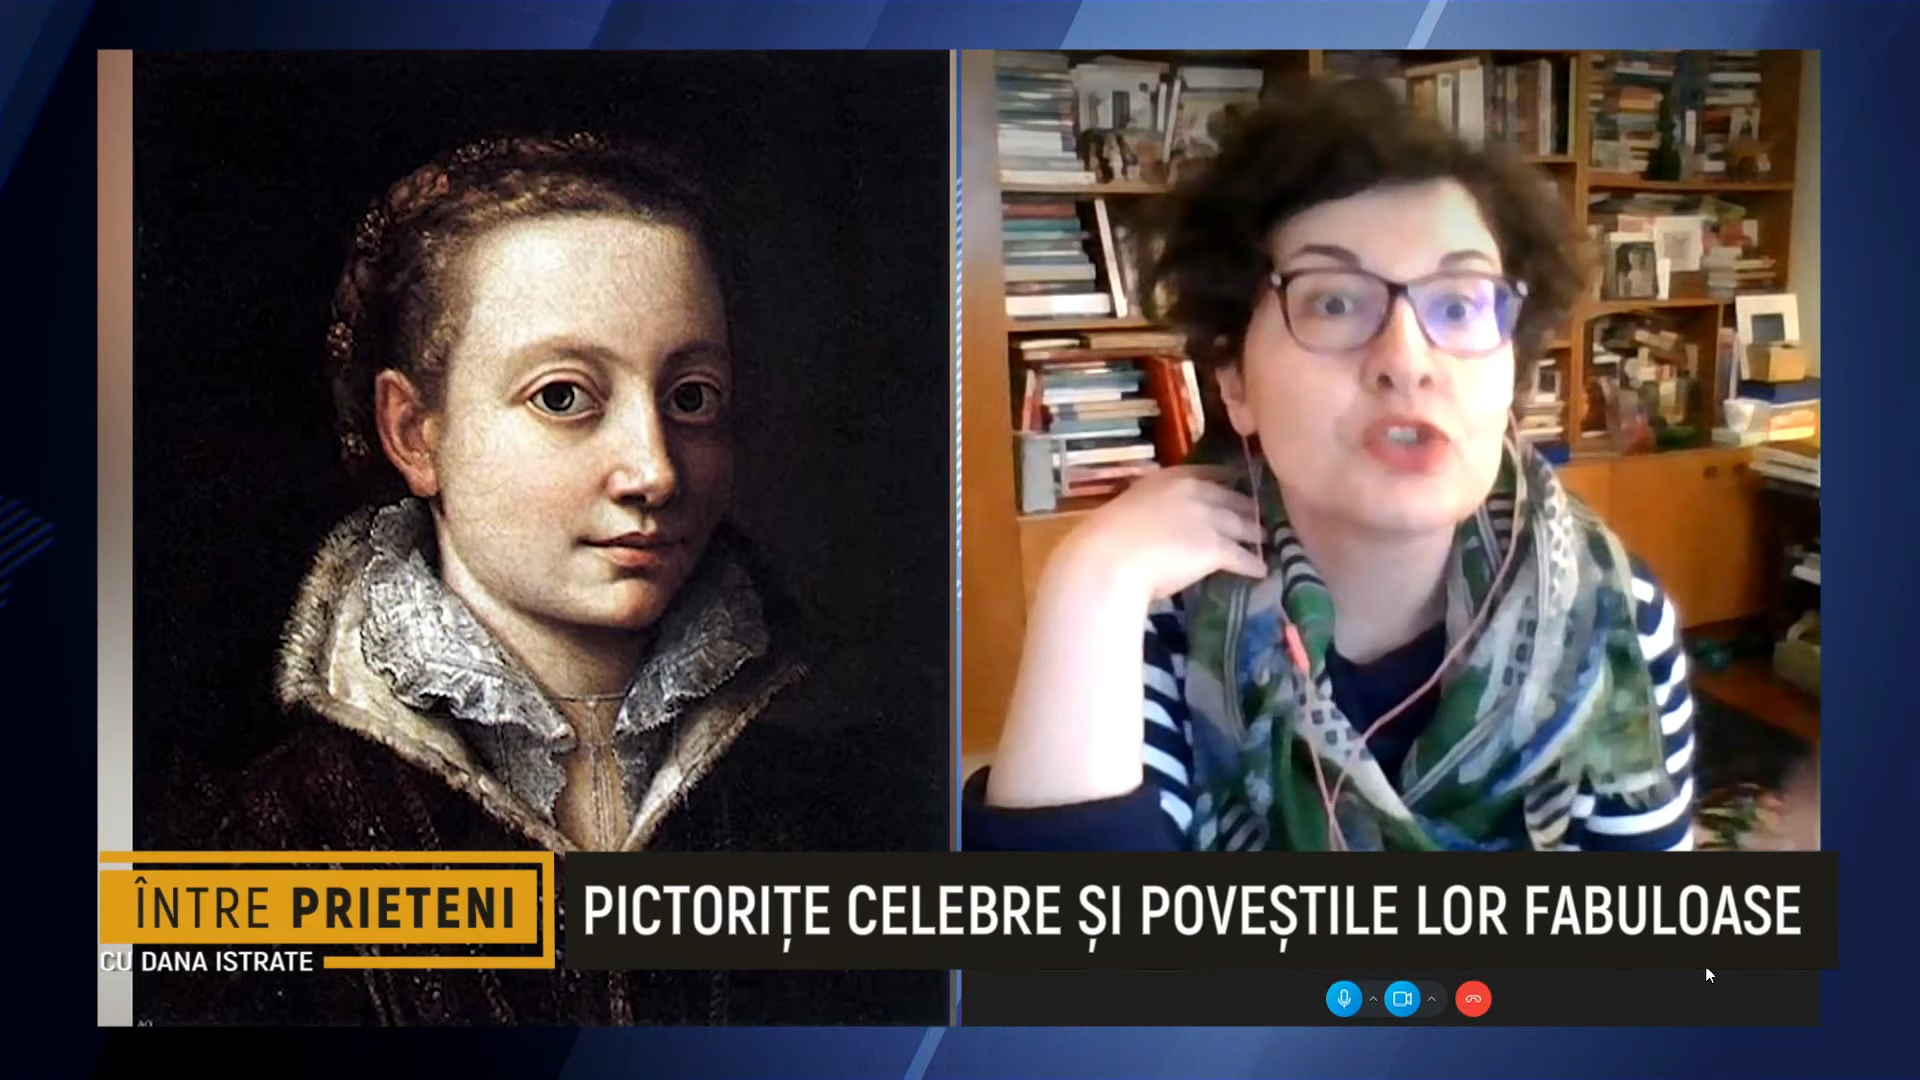 ÎNTRE PRIETENI
CU DANA ISTRATE
PICTORIȚE CELEBRE ȘI POVEȘTILE LOR FABULOASE